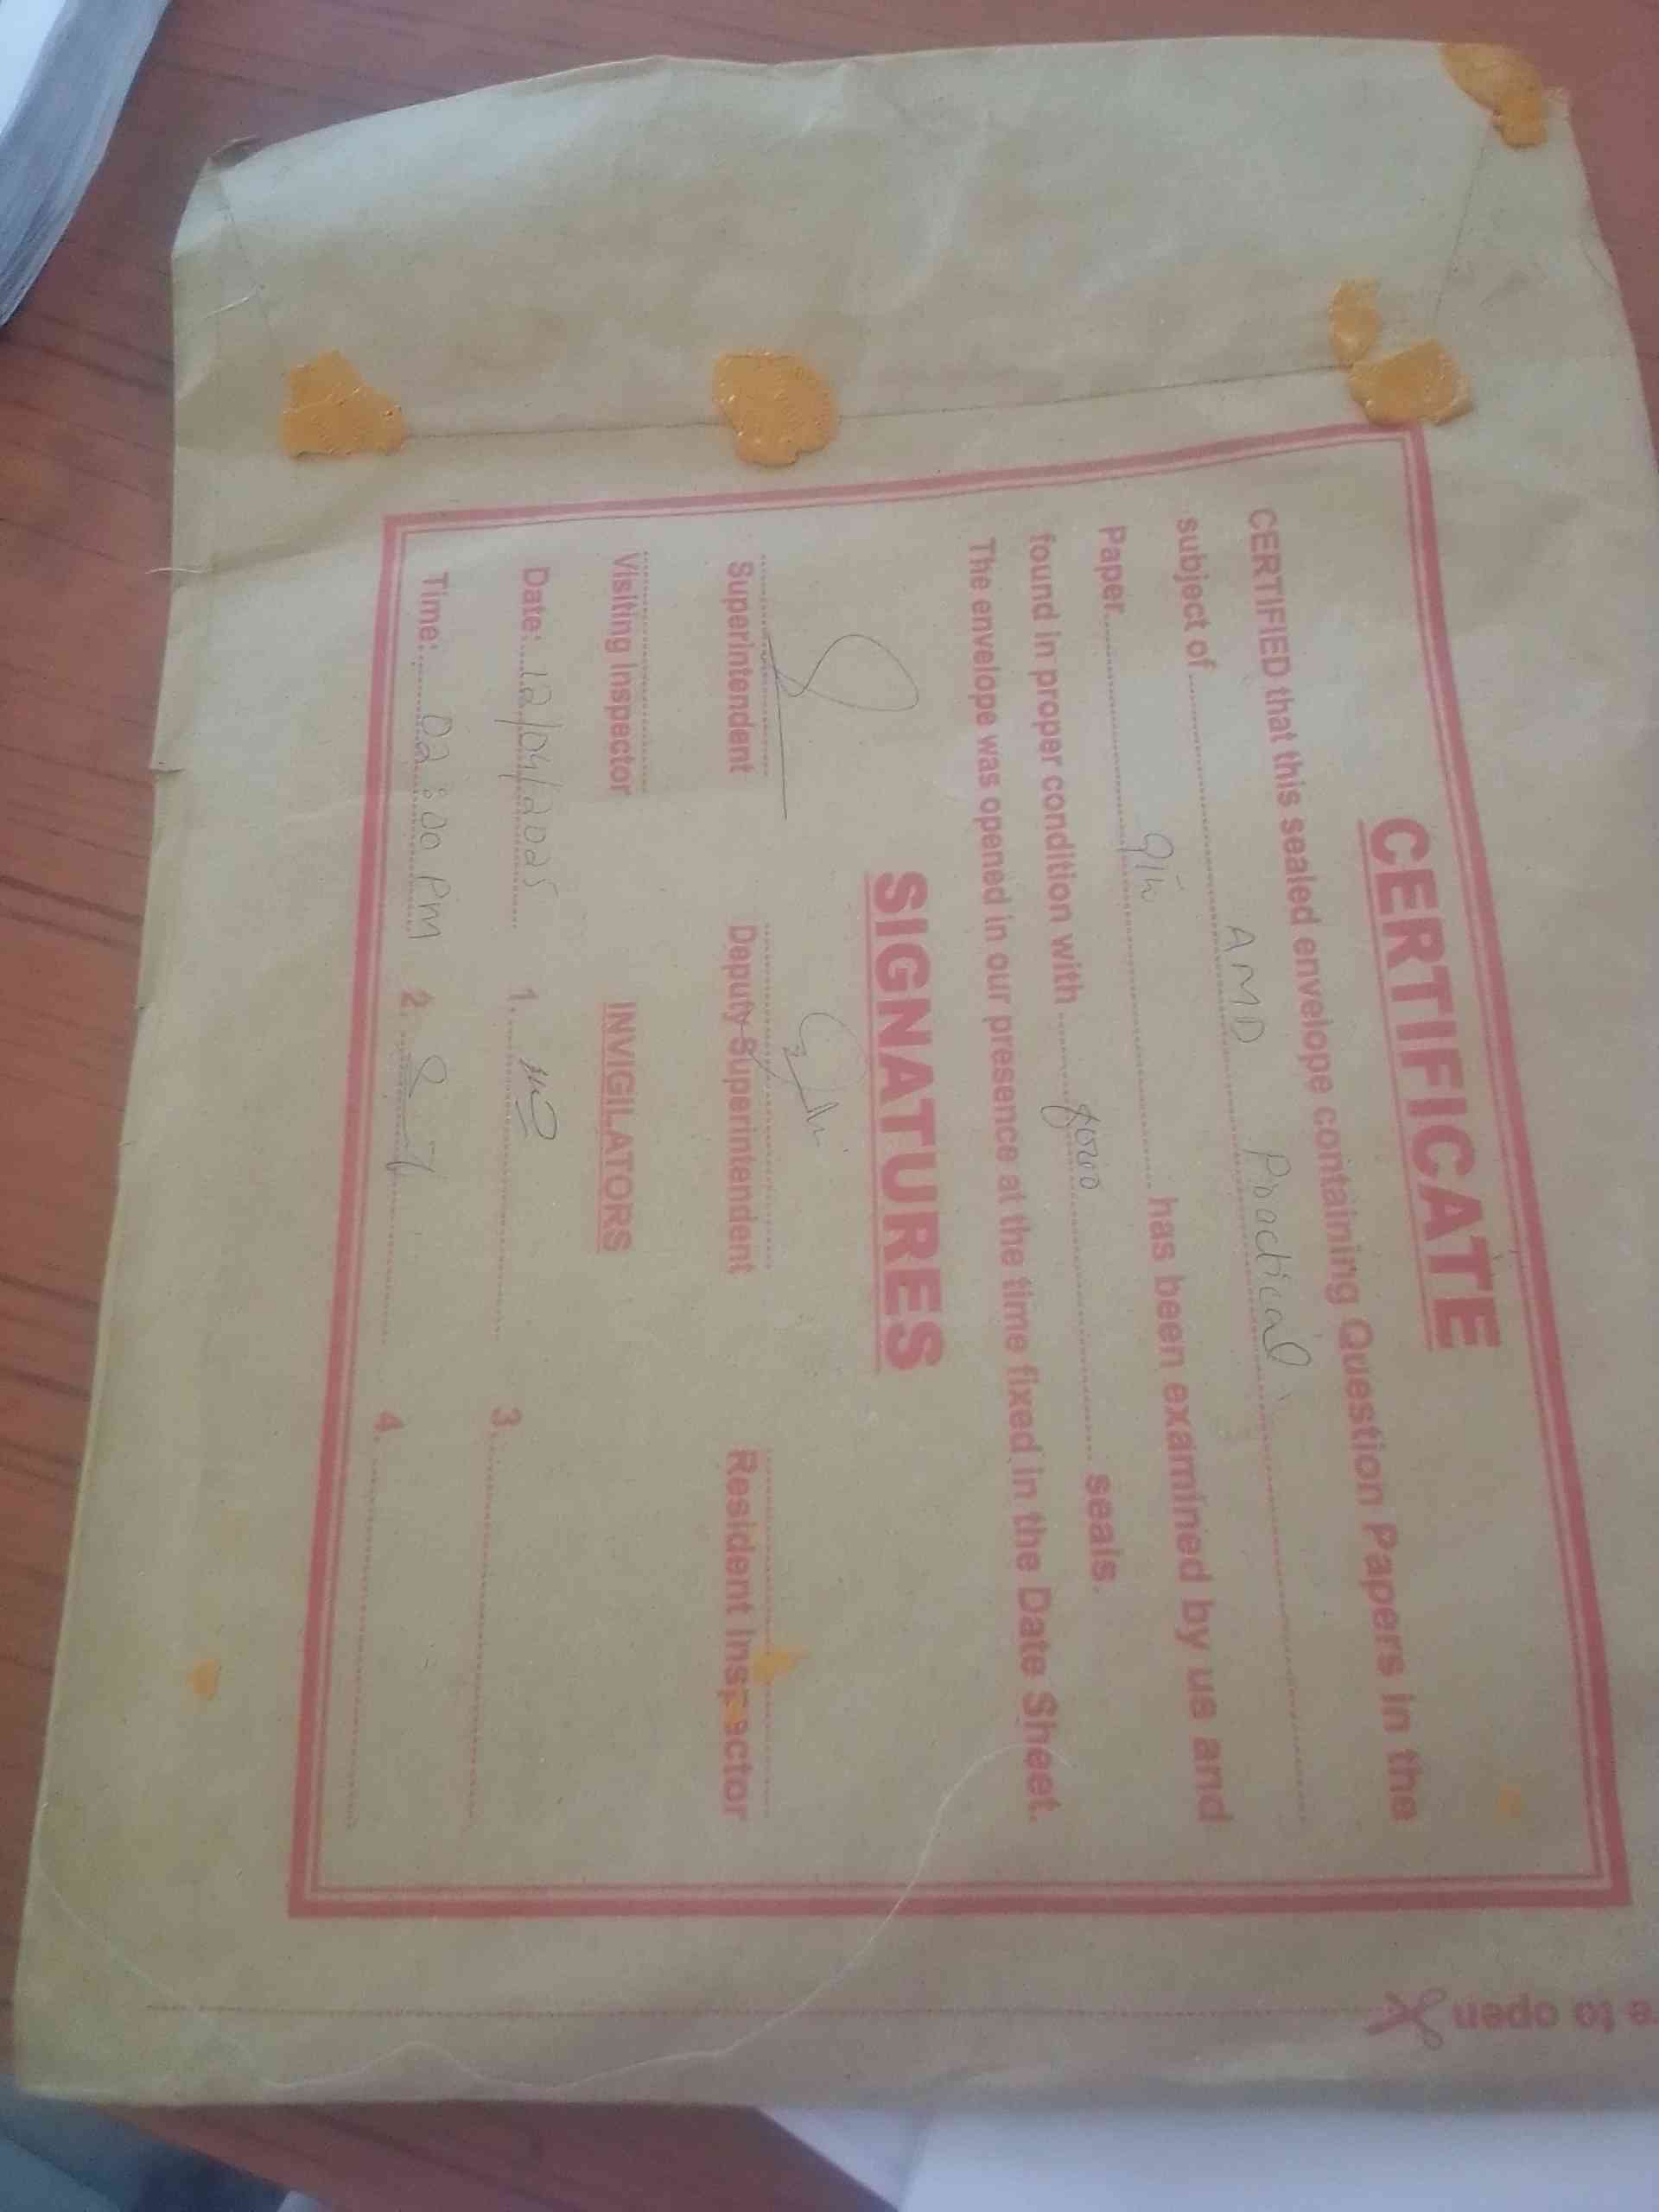 CERTIFICATE
CERTIFIED that this sealed envelope containing Question Papers in the
subject of AMD Practical
Paper 9th has been examined by us and
found in proper condition with seals.
The envelope was opened in our presence at the time fixed in the Date Sheet.
SIGNATURES
Superintendent Deputy Superintendent Resident Inspector
Visiting Inspector INVIGILATORS
Date: 12/04/2025 1. 3.
Time: 02:00 PM 2. 4.
to open